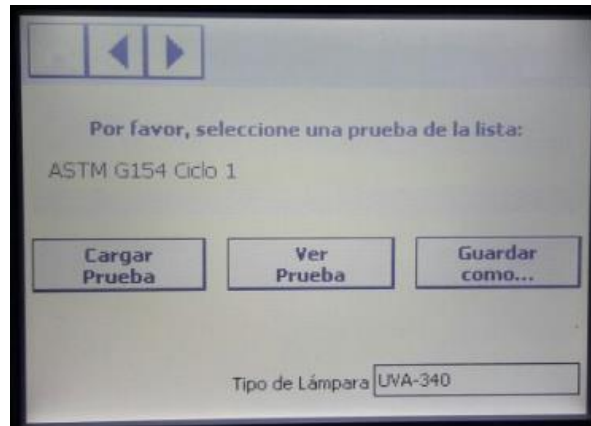 Por favor, seleccione una prueba de la lista:
ASTM G154 Ciclo 1
Cargar
Prueba
Ver
Prueba
Guardar
como...
Tipo de Lámpara UVA-340